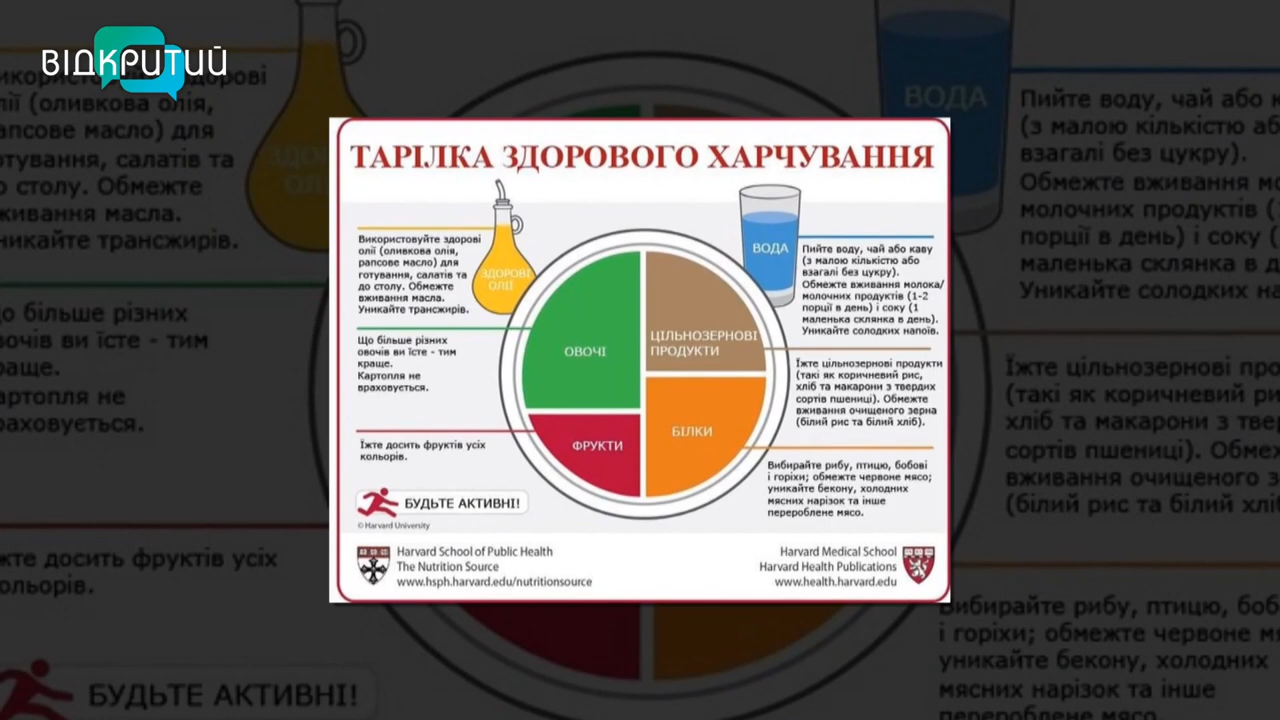 ВІДКРИТИЙ
ТАРІЛКА ЗДОРОВОГО ХАРЧУВАННЯ
Використовуйте здорові
олії (оливкова олія,
рапсове масло) для
готування, салатів та
до столу. Обмежте
вживання масла.
Уникайте трансжирів.
ЗДОРОВІ
ОЛІЇ
ВОДА
Пийте воду, чай або каву
(з малою кількістю або
взагалі без цукру).
Обмежте вживання молока/
молочних продуктів (1-2
порції в день) і соку (1
маленька склянка в день).
Уникайте солодких напоїв.
Що більше різних
овочів ви їсте - тим
краще.
Картопля не
враховується.
ОВОЧІ
ЦІЛЬНОЗЕРНОВІ
ПРОДУКТИ
Їжте цільнозернові продукти
(такі як коричневий рис,
хліб та макарони з твердих
сортів пшениці). Обмежте
вживання очищеного зерна
(білий рис та білий хліб).
Їжте досить фруктів усіх
кольорів.
ФРУКТИ
БІЛКИ
Вибирайте рибу, птицю, бобові
і горіхи; обмежте червоне мясо;
уникайте бекону, холодних
мясних нарізок та інше
перероблене мясо.
БУДЬТЕ АКТИВНІ!
© Harvard University
Harvard School of Public Health
The Nutrition Source
www.hsph.harvard.edu/nutritionsource
Harvard Medical School
Harvard Health Publications
www.health.harvard.edu